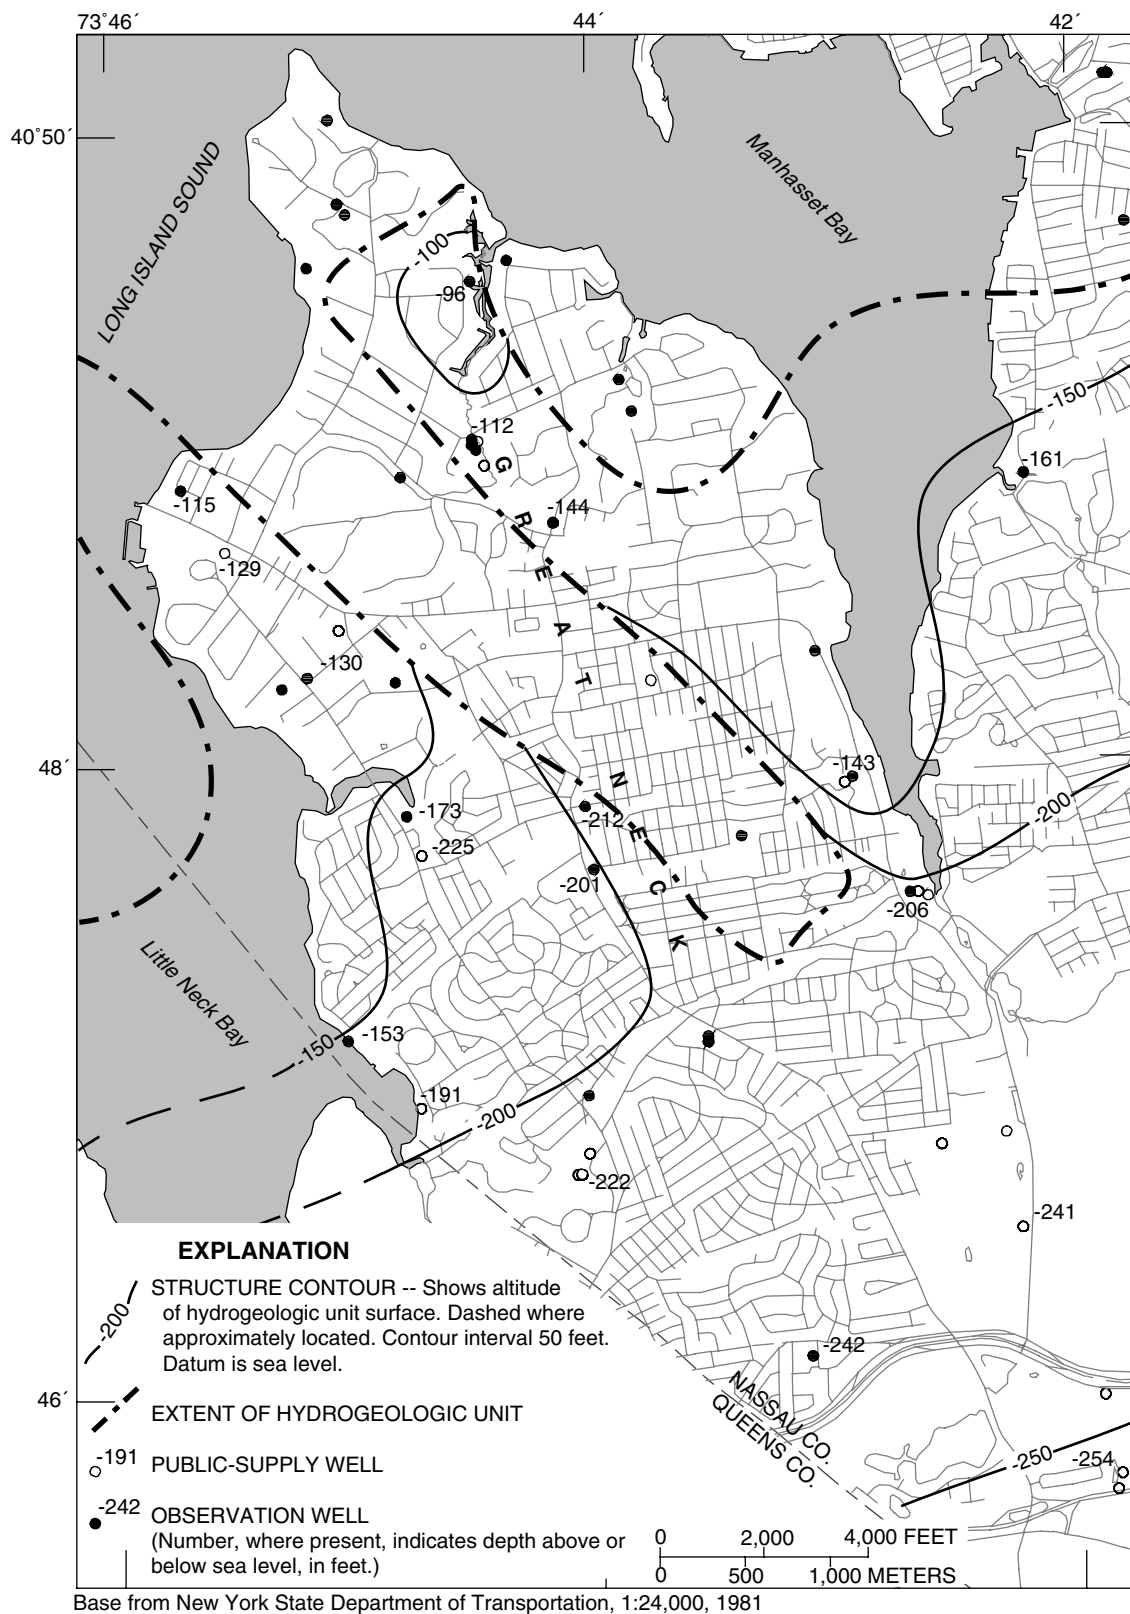 73°46′
44′
42′
40°50′
LONG ISLAND SOUND
Manhasset Bay
-100
-96
-150
-112
-161
-115
-144
-129
GREAT NECK
-130
48′
-143
-173
-212
-200
-225
-201
-206
Little Neck Bay
-153
-150
-191
-200
-222
-241
EXPLANATION
-200
STRUCTURE CONTOUR -- Shows altitude
of hydrogeologic unit surface. Dashed where
approximately located. Contour interval 50 feet.
Datum is sea level.
-242
46′
NASSAU CO.
QUEENS CO.
EXTENT OF HYDROGEOLOGIC UNIT
-250
-254
-191
PUBLIC-SUPPLY WELL
-242
OBSERVATION WELL
(Number, where present, indicates depth above or
below sea level, in feet.)
0 2,000 4,000 FEET
0 500 1,000 METERS
Base from New York State Department of Transportation, 1:24,000, 1981